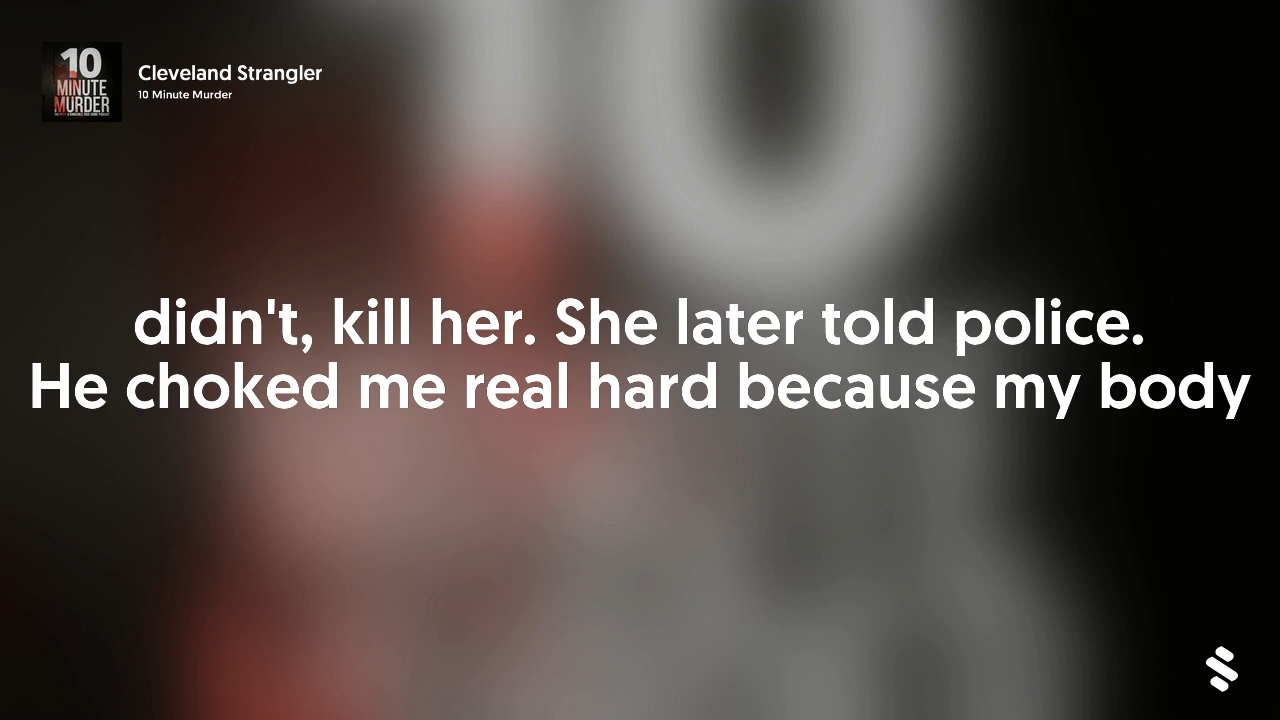 10
MINUTE
MURDER
Cleveland Strangler
10 Minute Murder
didn't, kill her. She later told police.
He choked me real hard because my body